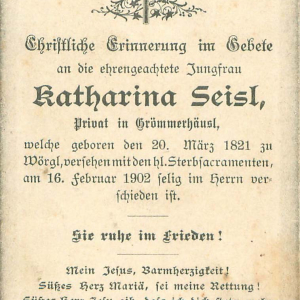 Christliche Erinnerung im Gebete
an die ehrengeachtete Jungfrau
Katharina Seisl,
Privat in Grömmerhäusl,
welche geboren den 20. März 1821 zu
Wörgl, versehen mit den hl. Sterbsacramenten,
am 16. Februar 1902 selig im Herrn ver-
schieden ist.
Sie ruhe im Frieden!
Mein Jesus, Barmherzigkeit!
Süßes Herz Mariä, sei meine Rettung!